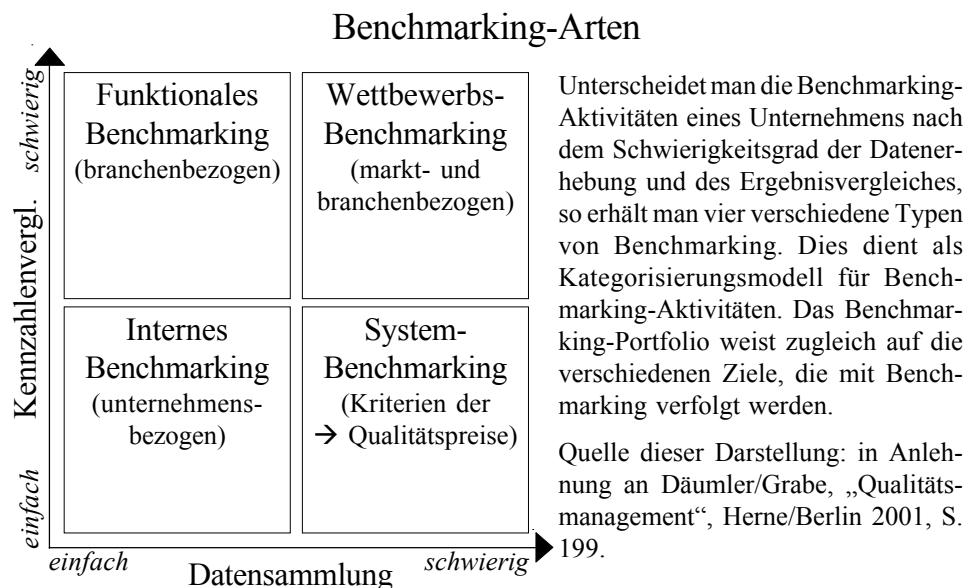 Benchmarking-Arten
schwierig
Kennzahlenvergl.
einfach
Funktionales
Benchmarking
(branchenbezogen)
Wettbewerbs-
Benchmarking
(markt- und
branchenbezogen)
Internes
Benchmarking
(unternehmens-
bezogen)
System-
Benchmarking
(Kriterien der
→ Qualitätspreise)
einfach
Datensammlung
schwierig
Unterscheidet man die Benchmarking-
Aktivitäten eines Unternehmens nach
dem Schwierigkeitsgrad der Datener-
hebung und des Ergebnisvergleiches,
so erhält man vier verschiedene Typen
von Benchmarking. Dies dient als
Kategorisierungsmodell für Bench-
marking-Aktivitäten. Das Benchmar-
king-Portfolio weist zugleich auf die
verschiedenen Ziele, die mit Bench-
marking verfolgt werden.
Quelle dieser Darstellung: in Anleh-
nung an Däumler/Grabe, „Qualitäts-
management“, Herne/Berlin 2001, S.
199.